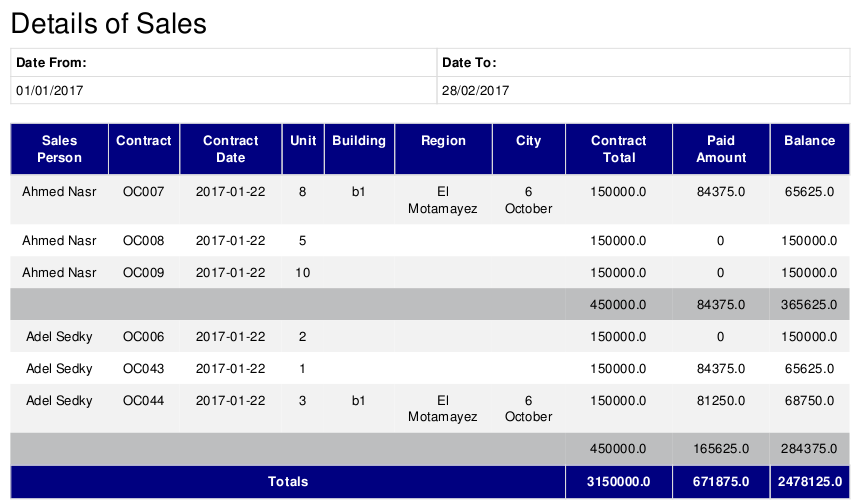 Details of Sales
Date From: Date To:
01/01/2017 28/02/2017
Sales Person Contract Contract Date Unit Building Region City Contract Total Paid Amount Balance
Ahmed Nasr OC007 2017-01-22 8 b1 El Motamayez 6 October 150000.0 84375.0 65625.0
Ahmed Nasr OC008 2017-01-22 5 150000.0 0 150000.0
Ahmed Nasr OC009 2017-01-22 10 150000.0 0 150000.0
450000.0 84375.0 365625.0
Adel Sedky OC006 2017-01-22 2 150000.0 0 150000.0
Adel Sedky OC043 2017-01-22 1 150000.0 84375.0 65625.0
Adel Sedky OC044 2017-01-22 3 b1 El Motamayez 6 October 150000.0 81250.0 68750.0
450000.0 165625.0 284375.0
Totals 3150000.0 671875.0 2478125.0